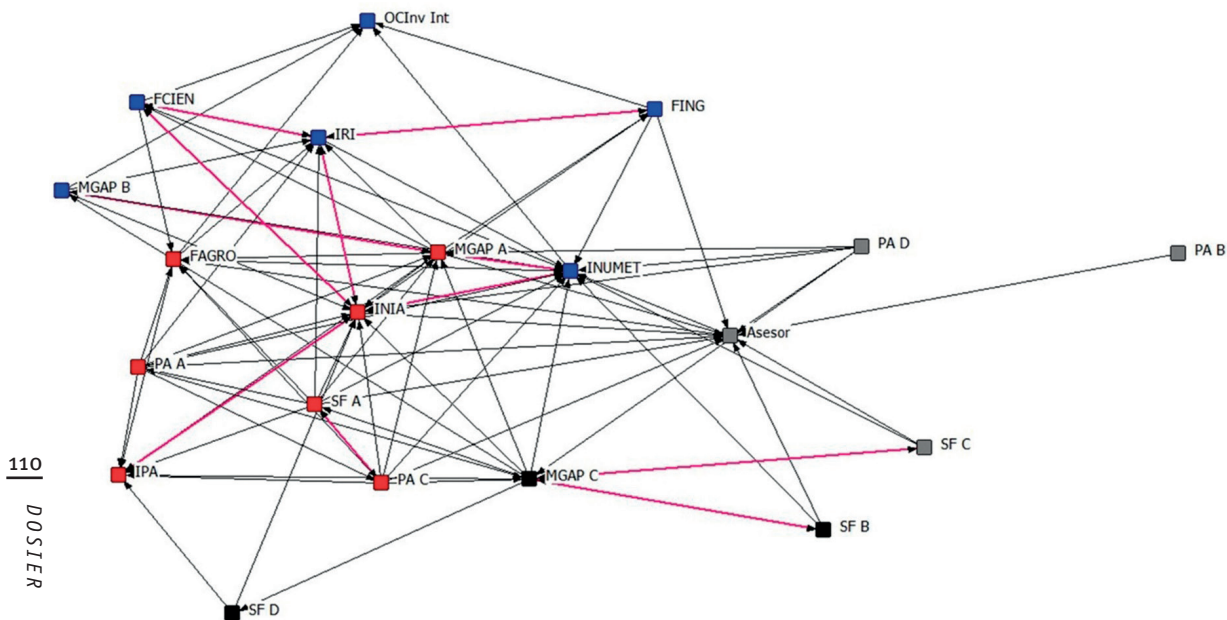 OCInv Int
FCIEN
FING
IRI
MGAP B
FAGRO
MGAP A
PA D
PA B
INUMET
INIA
Asesor
PA A
SF A
SF C
IPA
PA C
MGAP C
SF B
SF D
110
DOSIER